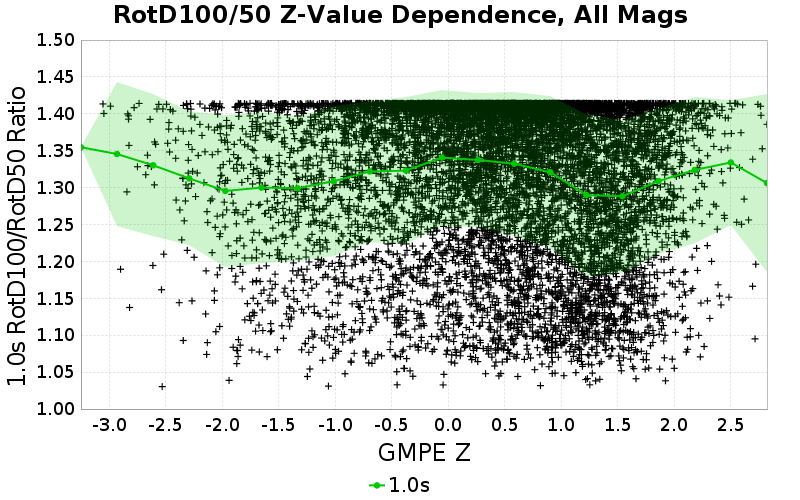 RotD100/50 Z-Value Dependence, All Mags
1.0s RotD100/RotD50 Ratio
1.50
1.45
1.40
1.35
1.30
1.25
1.20
1.15
1.10
1.05
1.00
-3.0 -2.5 -2.0 -1.5 -1.0 -0.5 0.0 0.5 1.0 1.5 2.0 2.5
GMPE Z
1.0s